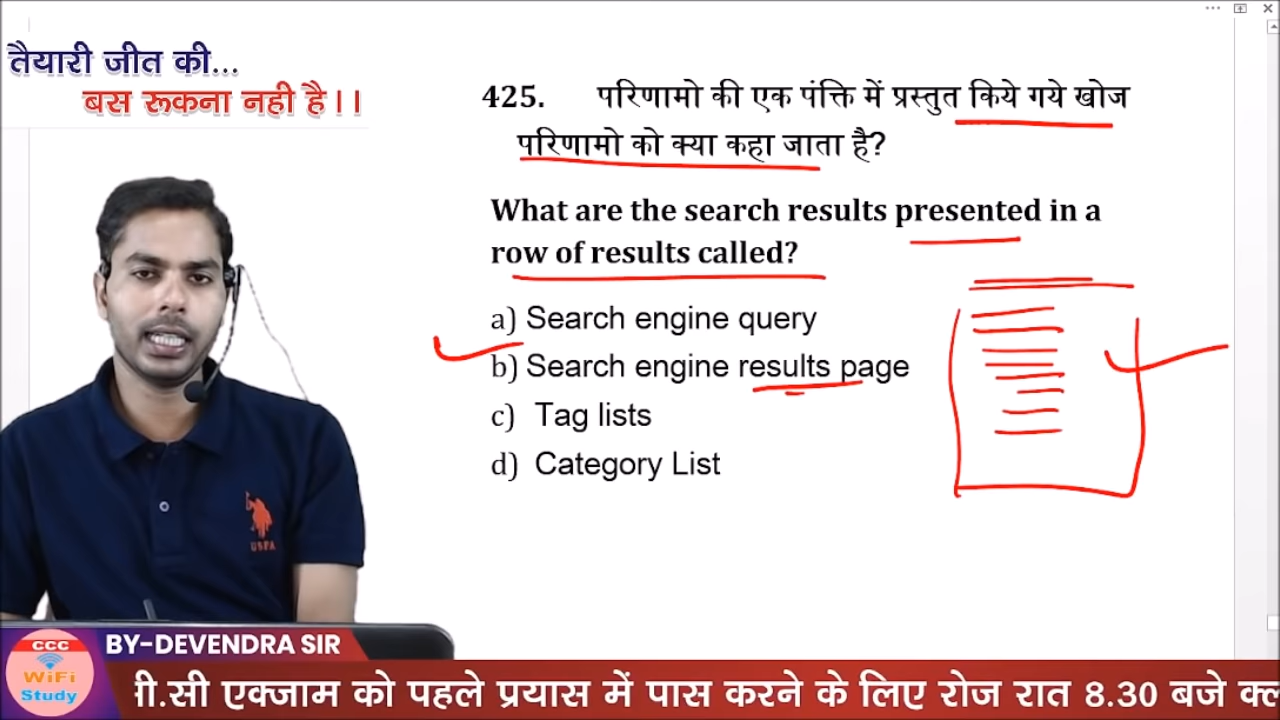 तैयारी जीत की...
बस रूकना नही है।।
425. परिणामो की एक पंक्ति में प्रस्तुत किये गये खोज
परिणामो को क्या कहा जाता है?
What are the search results presented in a
row of results called?
a) Search engine query
b) Search engine results page
c) Tag lists
d) Category List
USPA
CCC
WiFi
Study
BY-DEVENDRA SIR
सी एक्जाम को पहले प्रयास में पास करने के लिए रोज रात 8.30 बजे